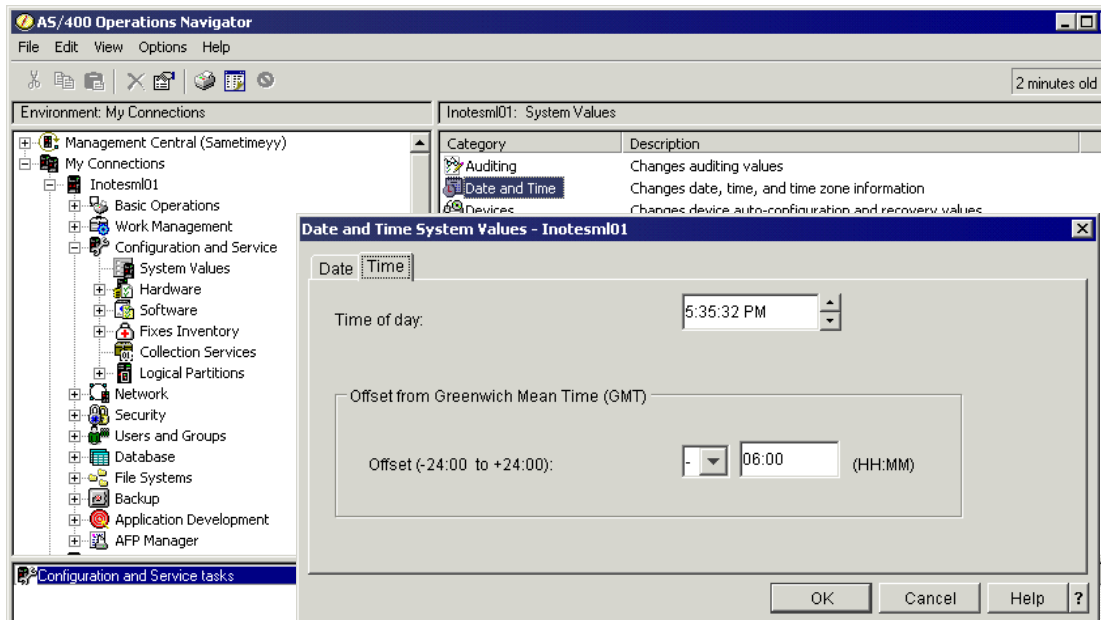 AS/400 Operations Navigator
File Edit View Options Help
2 minutes old
Environment: My Connections
Inotesml01: System Values
Management Central (Sametimeyy)
My Connections
Inotesml01
Basic Operations
Work Management
Configuration and Service
System Values
Hardware
Software
Fixes Inventory
Collection Services
Logical Partitions
Network
Security
Users and Groups
Database
File Systems
Backup
Application Development
AFP Manager
Category Description
Auditing Changes auditing values
Date and Time Changes date, time, and time zone information
Devices Changes device auto-configuration and recovery values
Date and Time System Values - Inotesml01
Date Time
Time of day: 5:35:32 PM
Offset from Greenwich Mean Time (GMT)
Offset (-24:00 to +24:00): - 06:00 (HH:MM)
OK Cancel Help ?
Configuration and Service tasks